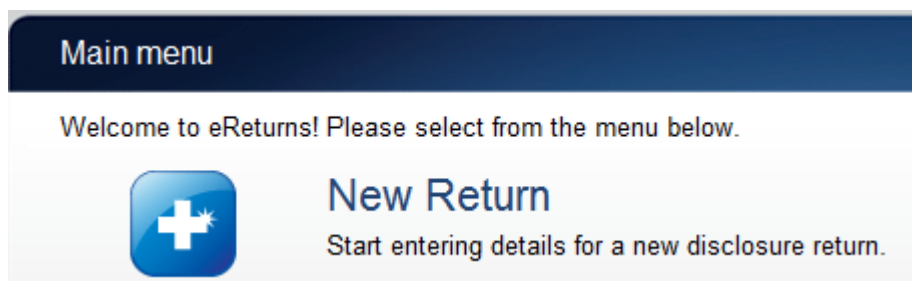 Main menu
Welcome to eReturns! Please select from the menu below.
New Return
Start entering details for a new disclosure return.